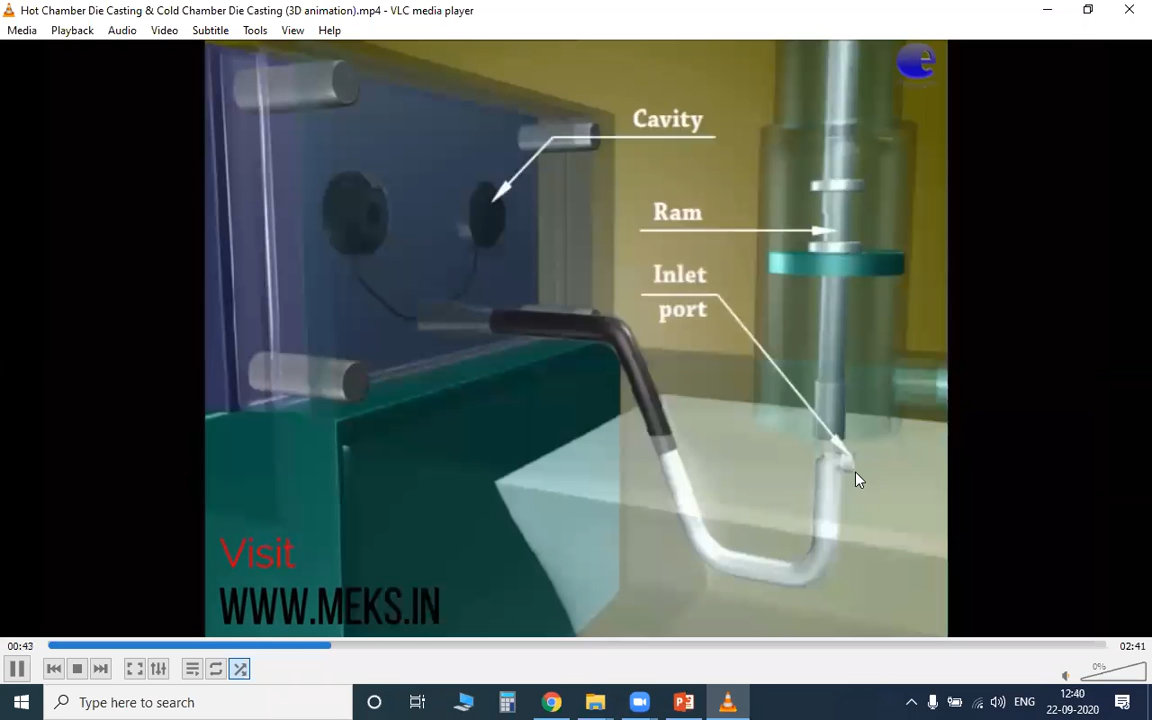 Hot Chamber Die Casting & Cold Chamber Die Casting (3D animation).mp4 - VLC media player
Media Playback Audio Video Subtitle Tools View Help
e
Cavity
Ram
Inlet
port
Visit
WWW.MEKS.IN
00:43
02:41
0%
Type here to search
ENG
12:40
22-09-2020